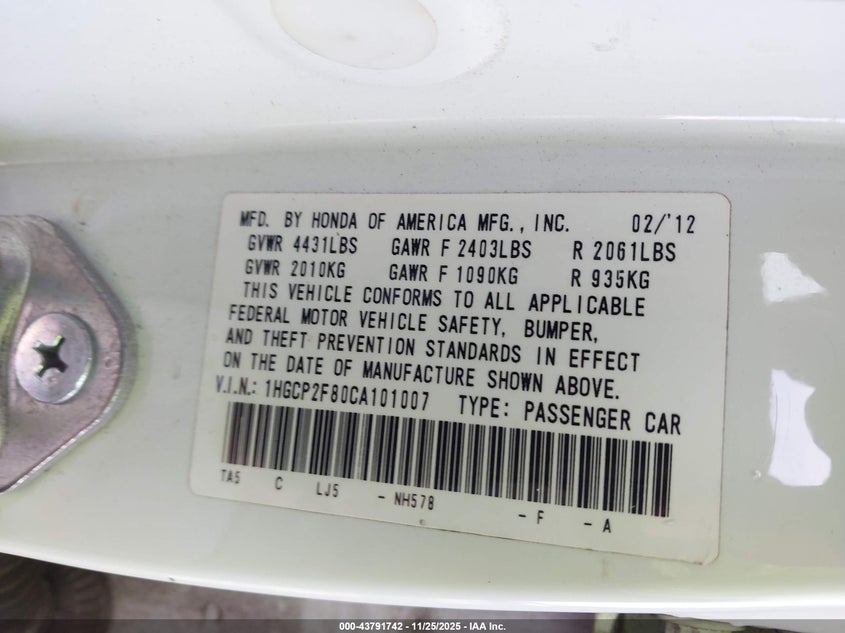 MFD. BY HONDA OF AMERICA MFG., INC. 02/'12
GVWR 4431LBS GAWR F 2403LBS R 2061LBS
GVWR 2010KG GAWR F 1090KG R 935KG
THIS VEHICLE CONFORMS TO ALL APPLICABLE
FEDERAL MOTOR VEHICLE SAFETY, BUMPER,
AND THEFT PREVENTION STANDARDS IN EFFECT
ON THE DATE OF MANUFACTURE SHOWN ABOVE.
V.I.N.: 1HGCP2F80CA101007 TYPE: PASSENGER CAR
TA5 C LJ5 - NH578 - F - A
000-43791742 - 11/25/2025 - IAA Inc.